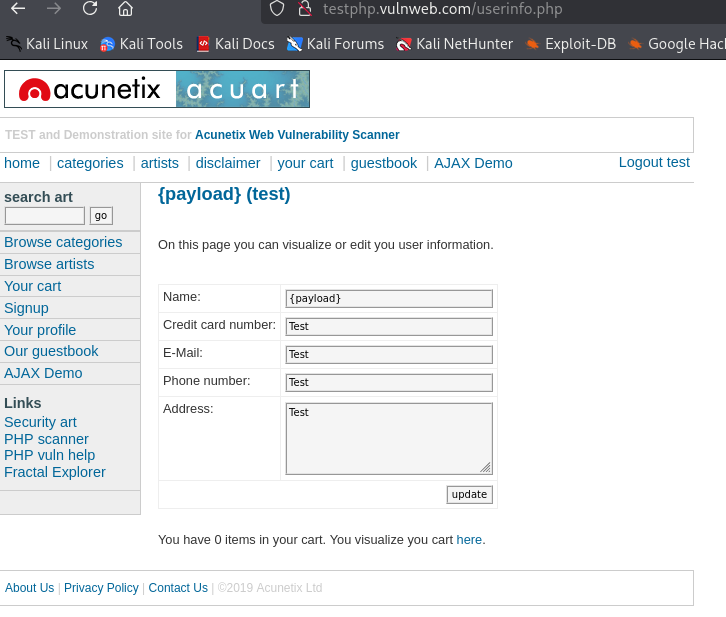 testphp.vulnweb.com/userinfo.php
Kali Linux Kali Tools Kali Docs Kali Forums Kali NetHunter Exploit-DB Google Hac
acunetix acuart
TEST and Demonstration site for Acunetix Web Vulnerability Scanner
home | categories | artists | disclaimer | your cart | guestbook | AJAX Demo Logout test
search art
go
Browse categories
Browse artists
Your cart
Signup
Your profile
Our guestbook
AJAX Demo
Links
Security art
PHP scanner
PHP vuln help
Fractal Explorer
{payload} (test)
On this page you can visualize or edit you user information.
Name: {payload}
Credit card number: Test
E-Mail: Test
Phone number: Test
Address: Test
update
You have 0 items in your cart. You visualize you cart here.
About Us | Privacy Policy | Contact Us | ©2019 Acunetix Ltd